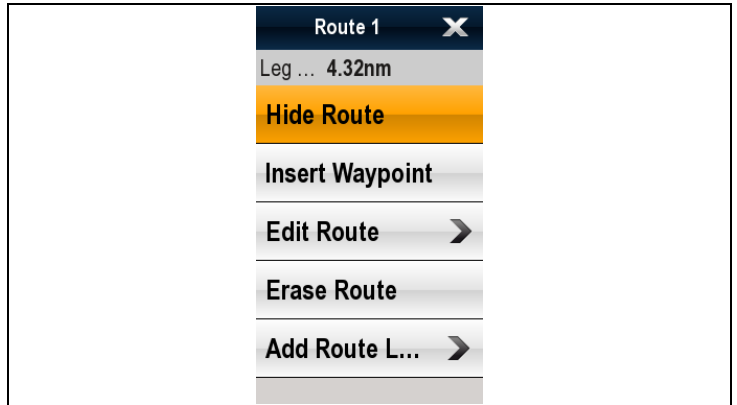 Route 1
Leg ... 4.32nm
Hide Route
Insert Waypoint
Edit Route
Erase Route
Add Route L...